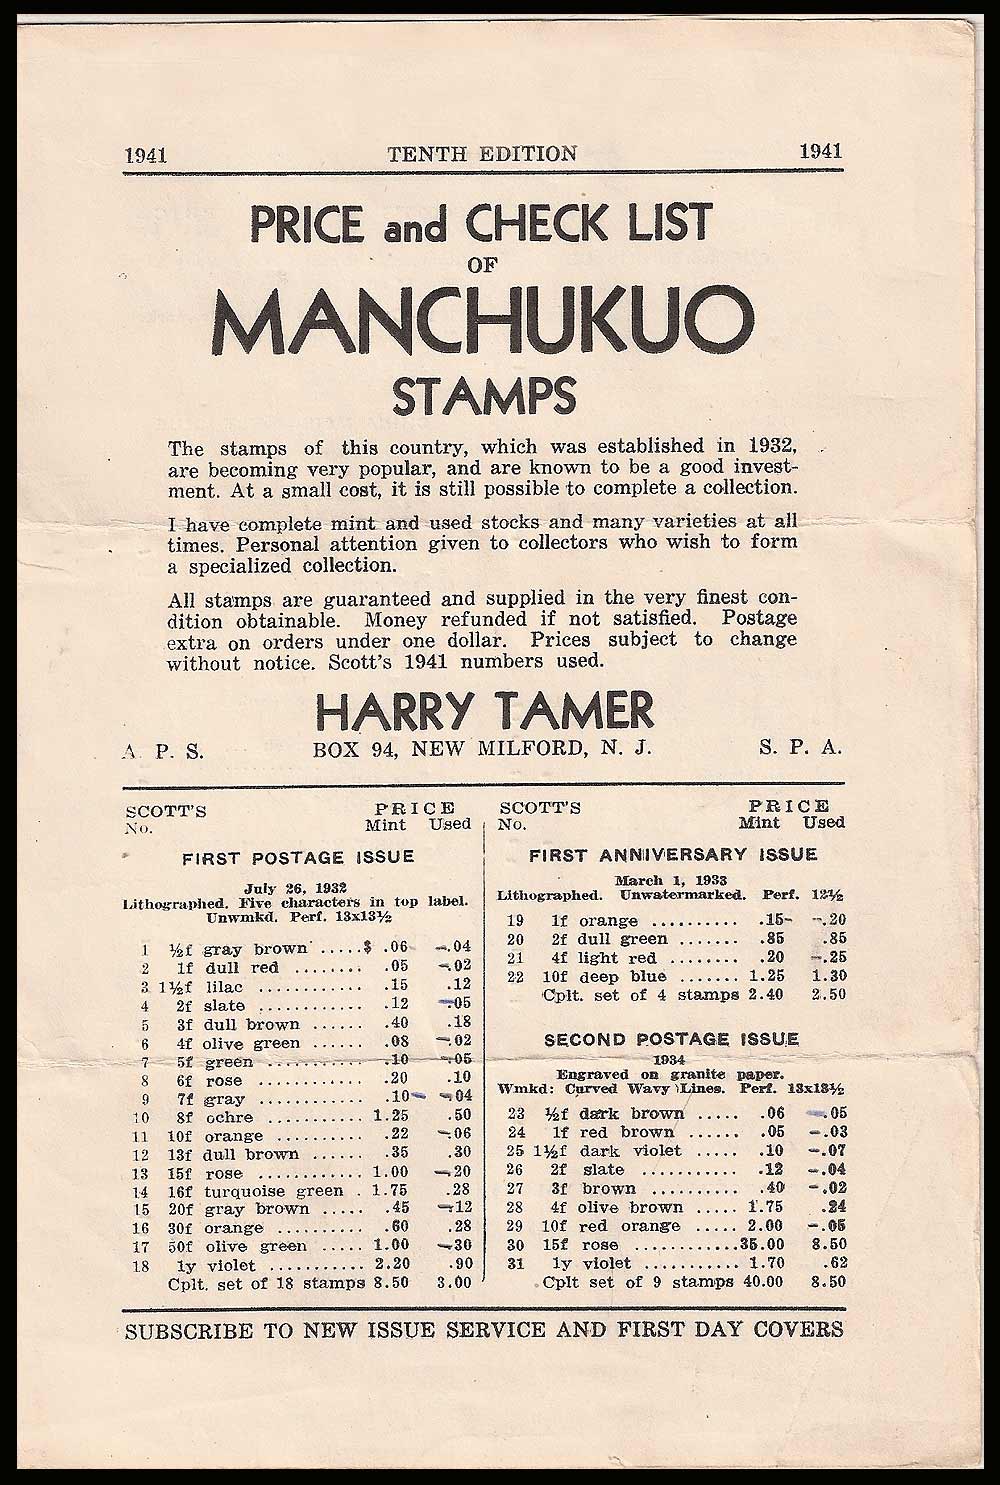 1941 TENTH EDITION 1941
PRICE and CHECK LIST
OF
MANCHUKUO
STAMPS
The stamps of this country, which was established in 1932,
are becoming very popular, and are known to be a good invest-
ment. At a small cost, it is still possible to complete a collection.
I have complete mint and used stocks and many varieties at all
times. Personal attention given to collectors who wish to form
a specialized collection.
All stamps are guaranteed and supplied in the very finest con-
dition obtainable. Money refunded if not satisfied. Postage
extra on orders under one dollar. Prices subject to change
without notice. Scott's 1941 numbers used.
HARRY TAMER
A. P. S. BOX 94, NEW MILFORD, N. J. S. P. A.
SCOTT'S PRICE
No. Mint Used
FIRST POSTAGE ISSUE
July 26, 1932
Lithographed. Five characters in top label.
Unwmkd. Perf. 13x13½
1 ½f gray brown .....$ .06 .04
2 1f dull red ........ .05 .02
3 1½f lilac ............ .15 .12
4 2f slate ............ .12 .05
5 3f dull brown ...... .40 .18
6 4f olive green ...... .08 .02
7 5f green ............ .10 .05
8 6f rose ............ .20 .10
9 7f gray ............ .10 .04
10 8f ochre ........... 1.25 .50
11 10f orange .......... .22 .06
12 13f dull brown ...... .35 .30
13 15f rose ............ 1.00 .20
14 16f turquoise green . 1.75 .28
15 20f gray brown ..... .45 .12
16 30f orange .......... .60 .28
17 50f olive green ..... 1.00 .30
18 1y violet ........... 2.20 .90
Cplt. set of 18 stamps 8.50 3.00
SCOTT'S PRICE
No. Mint Used
FIRST ANNIVERSARY ISSUE
March 1, 1933
Lithographed. Unwatermarked. Perf. 12½
19 1f orange .......... .15 .20
20 2f dull green ....... .85 .85
21 4f light red ........ .20 .25
22 10f deep blue ....... 1.25 1.30
Cplt. set of 4 stamps 2.40 2.50
SECOND POSTAGE ISSUE
1934
Engraved on granite paper.
Wmkd: Curved Wavy Lines. Perf. 13x13½
23 ½f dark brown ..... .06 .05
24 1f red brown ...... .05 .03
25 1½f dark violet ..... .10 .07
26 2f slate ........... .12 .04
27 3f brown .......... .40 .02
28 4f olive brown ..... 1.75 .24
29 10f red orange ..... 2.00 .05
30 15f rose ............35.00 8.50
31 1y violet ........... 1.70 .62
Cplt set of 9 stamps 40.00 8.50
SUBSCRIBE TO NEW ISSUE SERVICE AND FIRST DAY COVERS